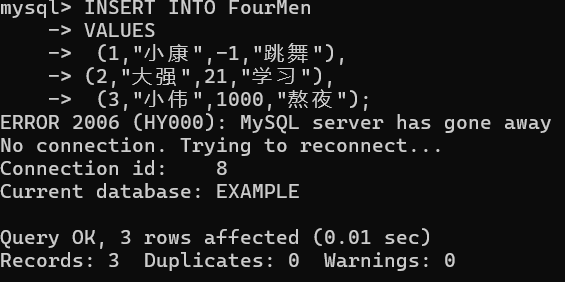 mysql> INSERT INTO FourMen
    -> VALUES
    ->  (1,"小康",-1,"跳舞"),
    -> (2,"大强",21,"学习"),
    ->  (3,"小伟",1000,"熬夜");
ERROR 2006 (HY000): MySQL server has gone away
No connection. Trying to reconnect...
Connection id:    8
Current database: EXAMPLE

Query OK, 3 rows affected (0.01 sec)
Records: 3  Duplicates: 0  Warnings: 0